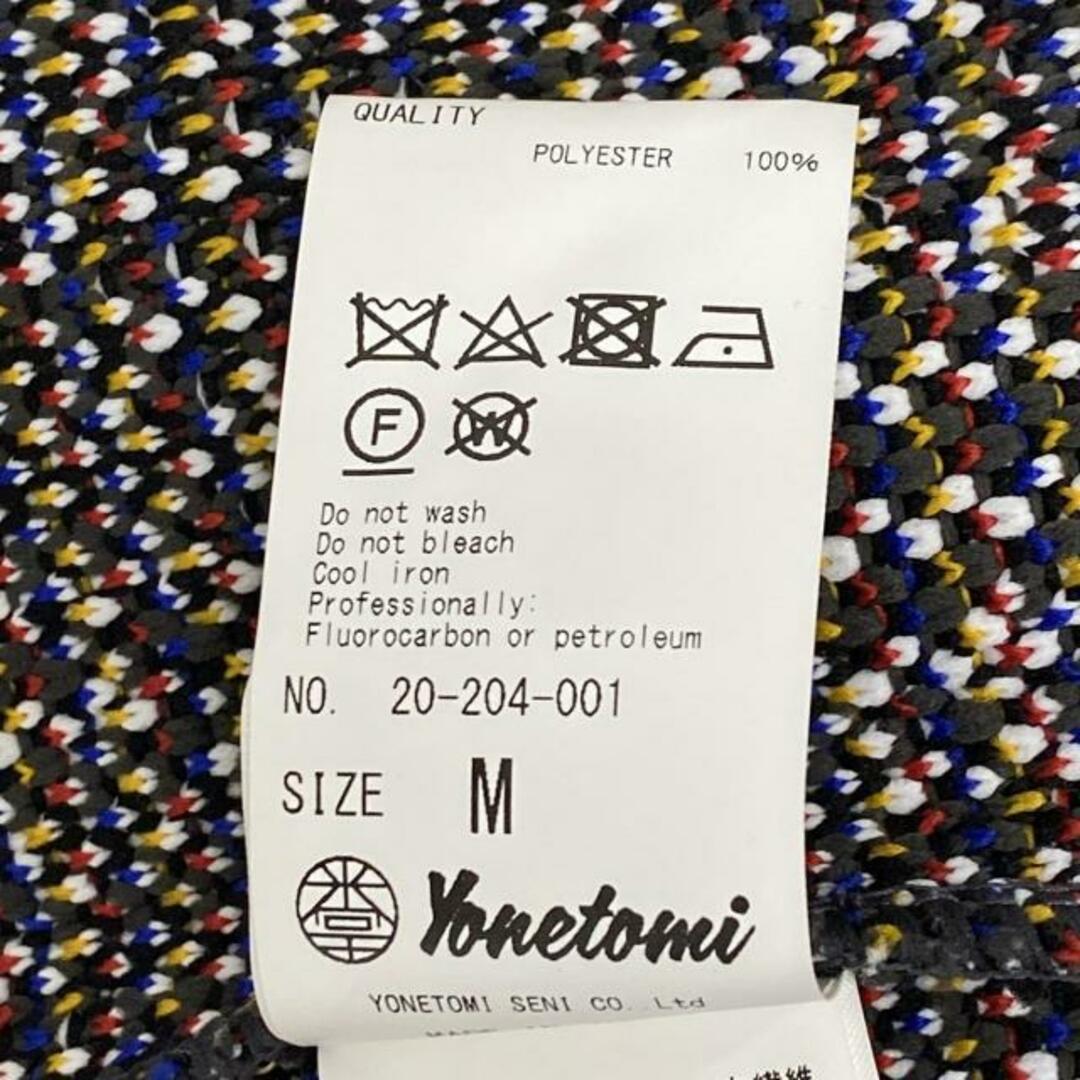 QUALITY
POLYESTER 100%
F W
Do not wash
Do not bleach
Cool iron
Professionally:
Fluorocarbon or petroleum
NO. 20-204-001
SIZE M
Yonetomi
YONETOMI SENI CO. Ltd